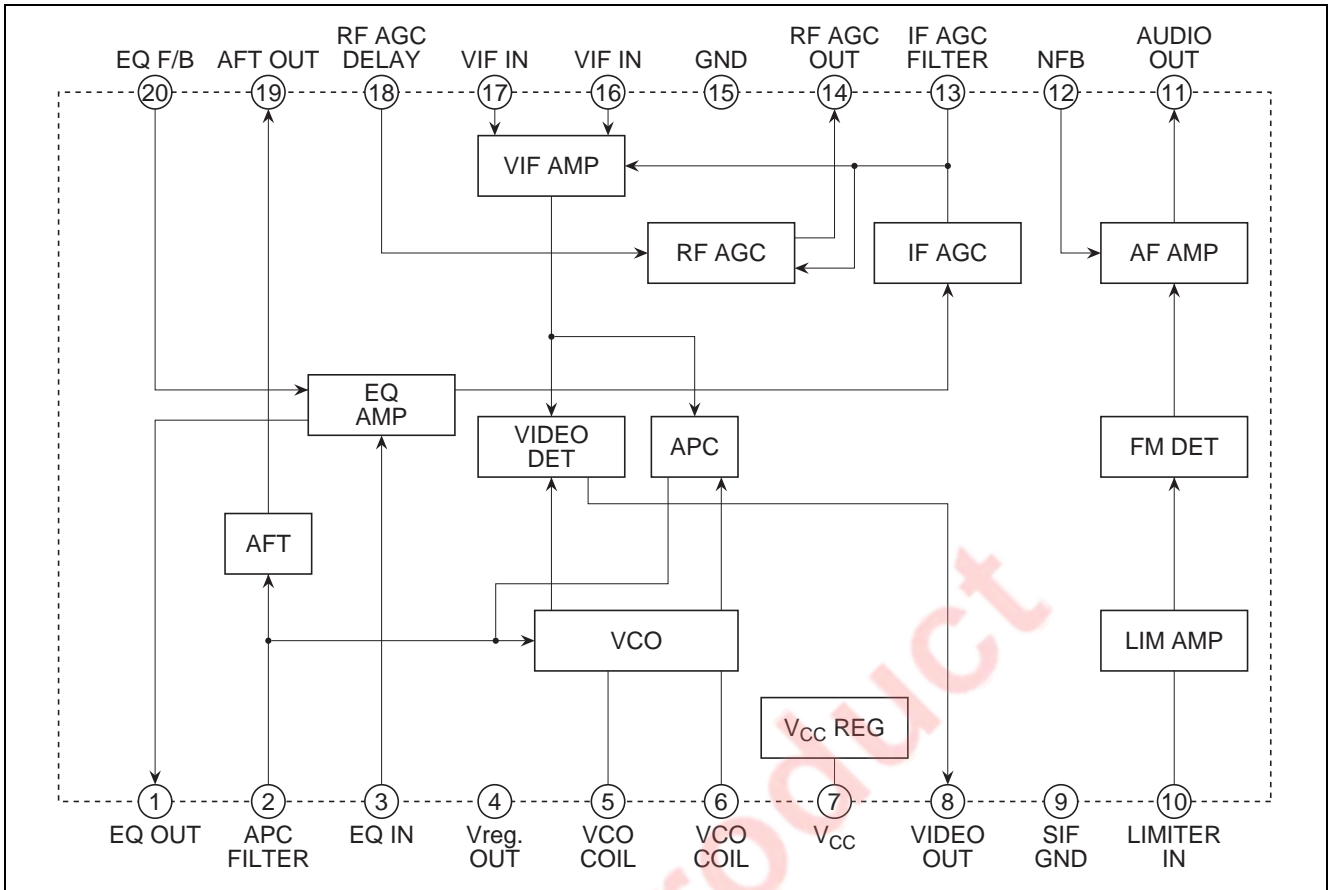 EQ F/B
AFT OUT
RF AGC
DELAY
VIF IN
VIF IN
GND
RF AGC
OUT
IF AGC
FILTER
NFB
AUDIO
OUT
20
19
18
17
16
15
14
13
12
11
VIF AMP
RF AGC
IF AGC
AF AMP
EQ
AMP
VIDEO
DET
APC
FM DET
AFT
VCO
LIM AMP
VCC REG
1
2
3
4
5
6
7
8
9
10
EQ OUT
APC
FILTER
EQ IN
Vreg.
OUT
VCO
COIL
VCO
COIL
VCC
VIDEO
OUT
SIF
GND
LIMITER
IN
roduct